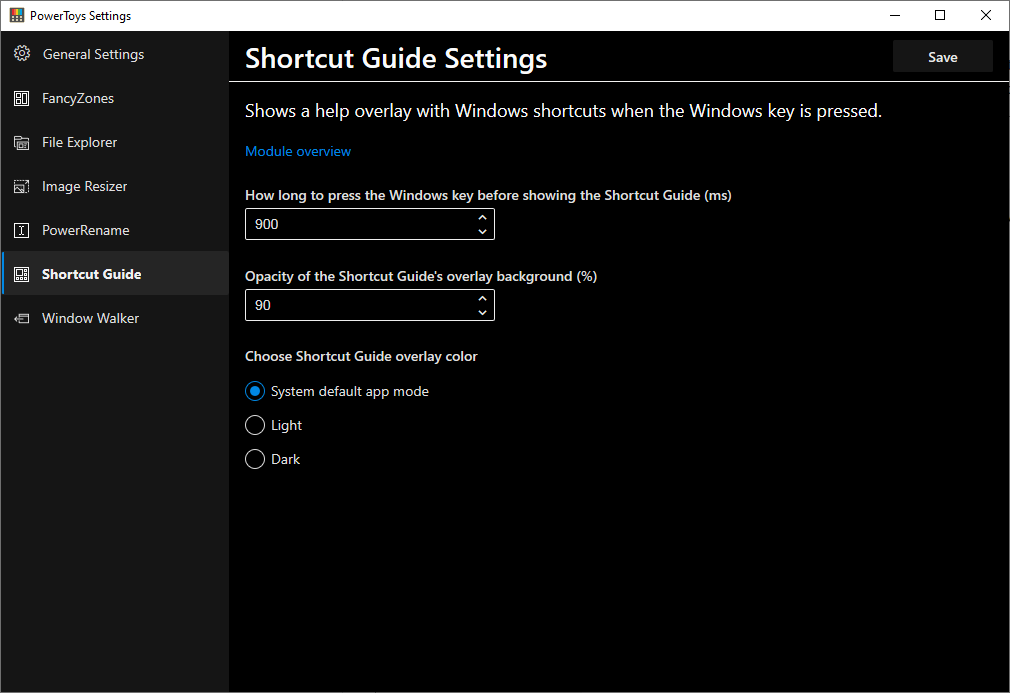 PowerToys Settings
General Settings
FancyZones
File Explorer
Image Resizer
PowerRename
Shortcut Guide
Window Walker
Shortcut Guide Settings
Save
Shows a help overlay with Windows shortcuts when the Windows key is pressed.
Module overview
How long to press the Windows key before showing the Shortcut Guide (ms)
900
Opacity of the Shortcut Guide's overlay background (%)
90
Choose Shortcut Guide overlay color
System default app mode
Light
Dark